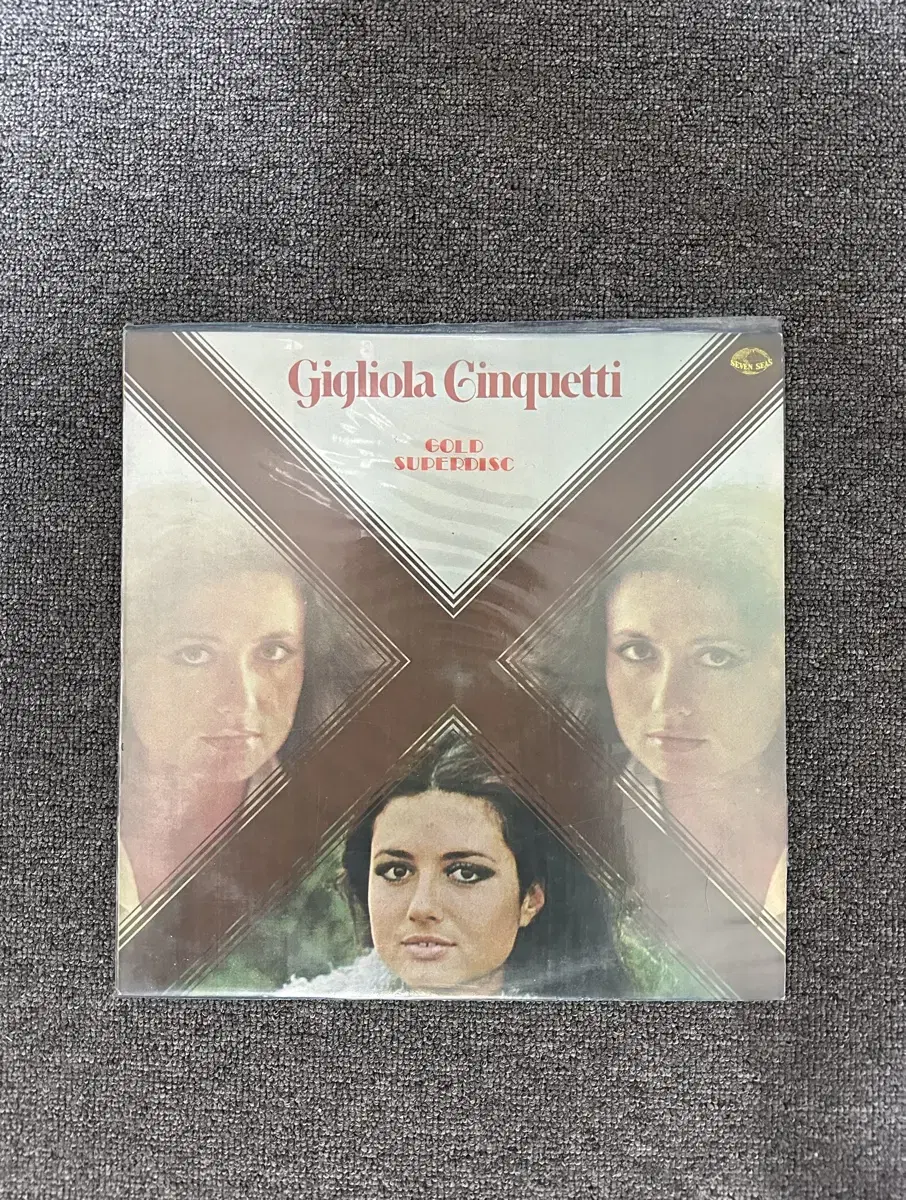 SEVEN SEAS
Gigliola Cinquetti
GOLD
SUPERDISC